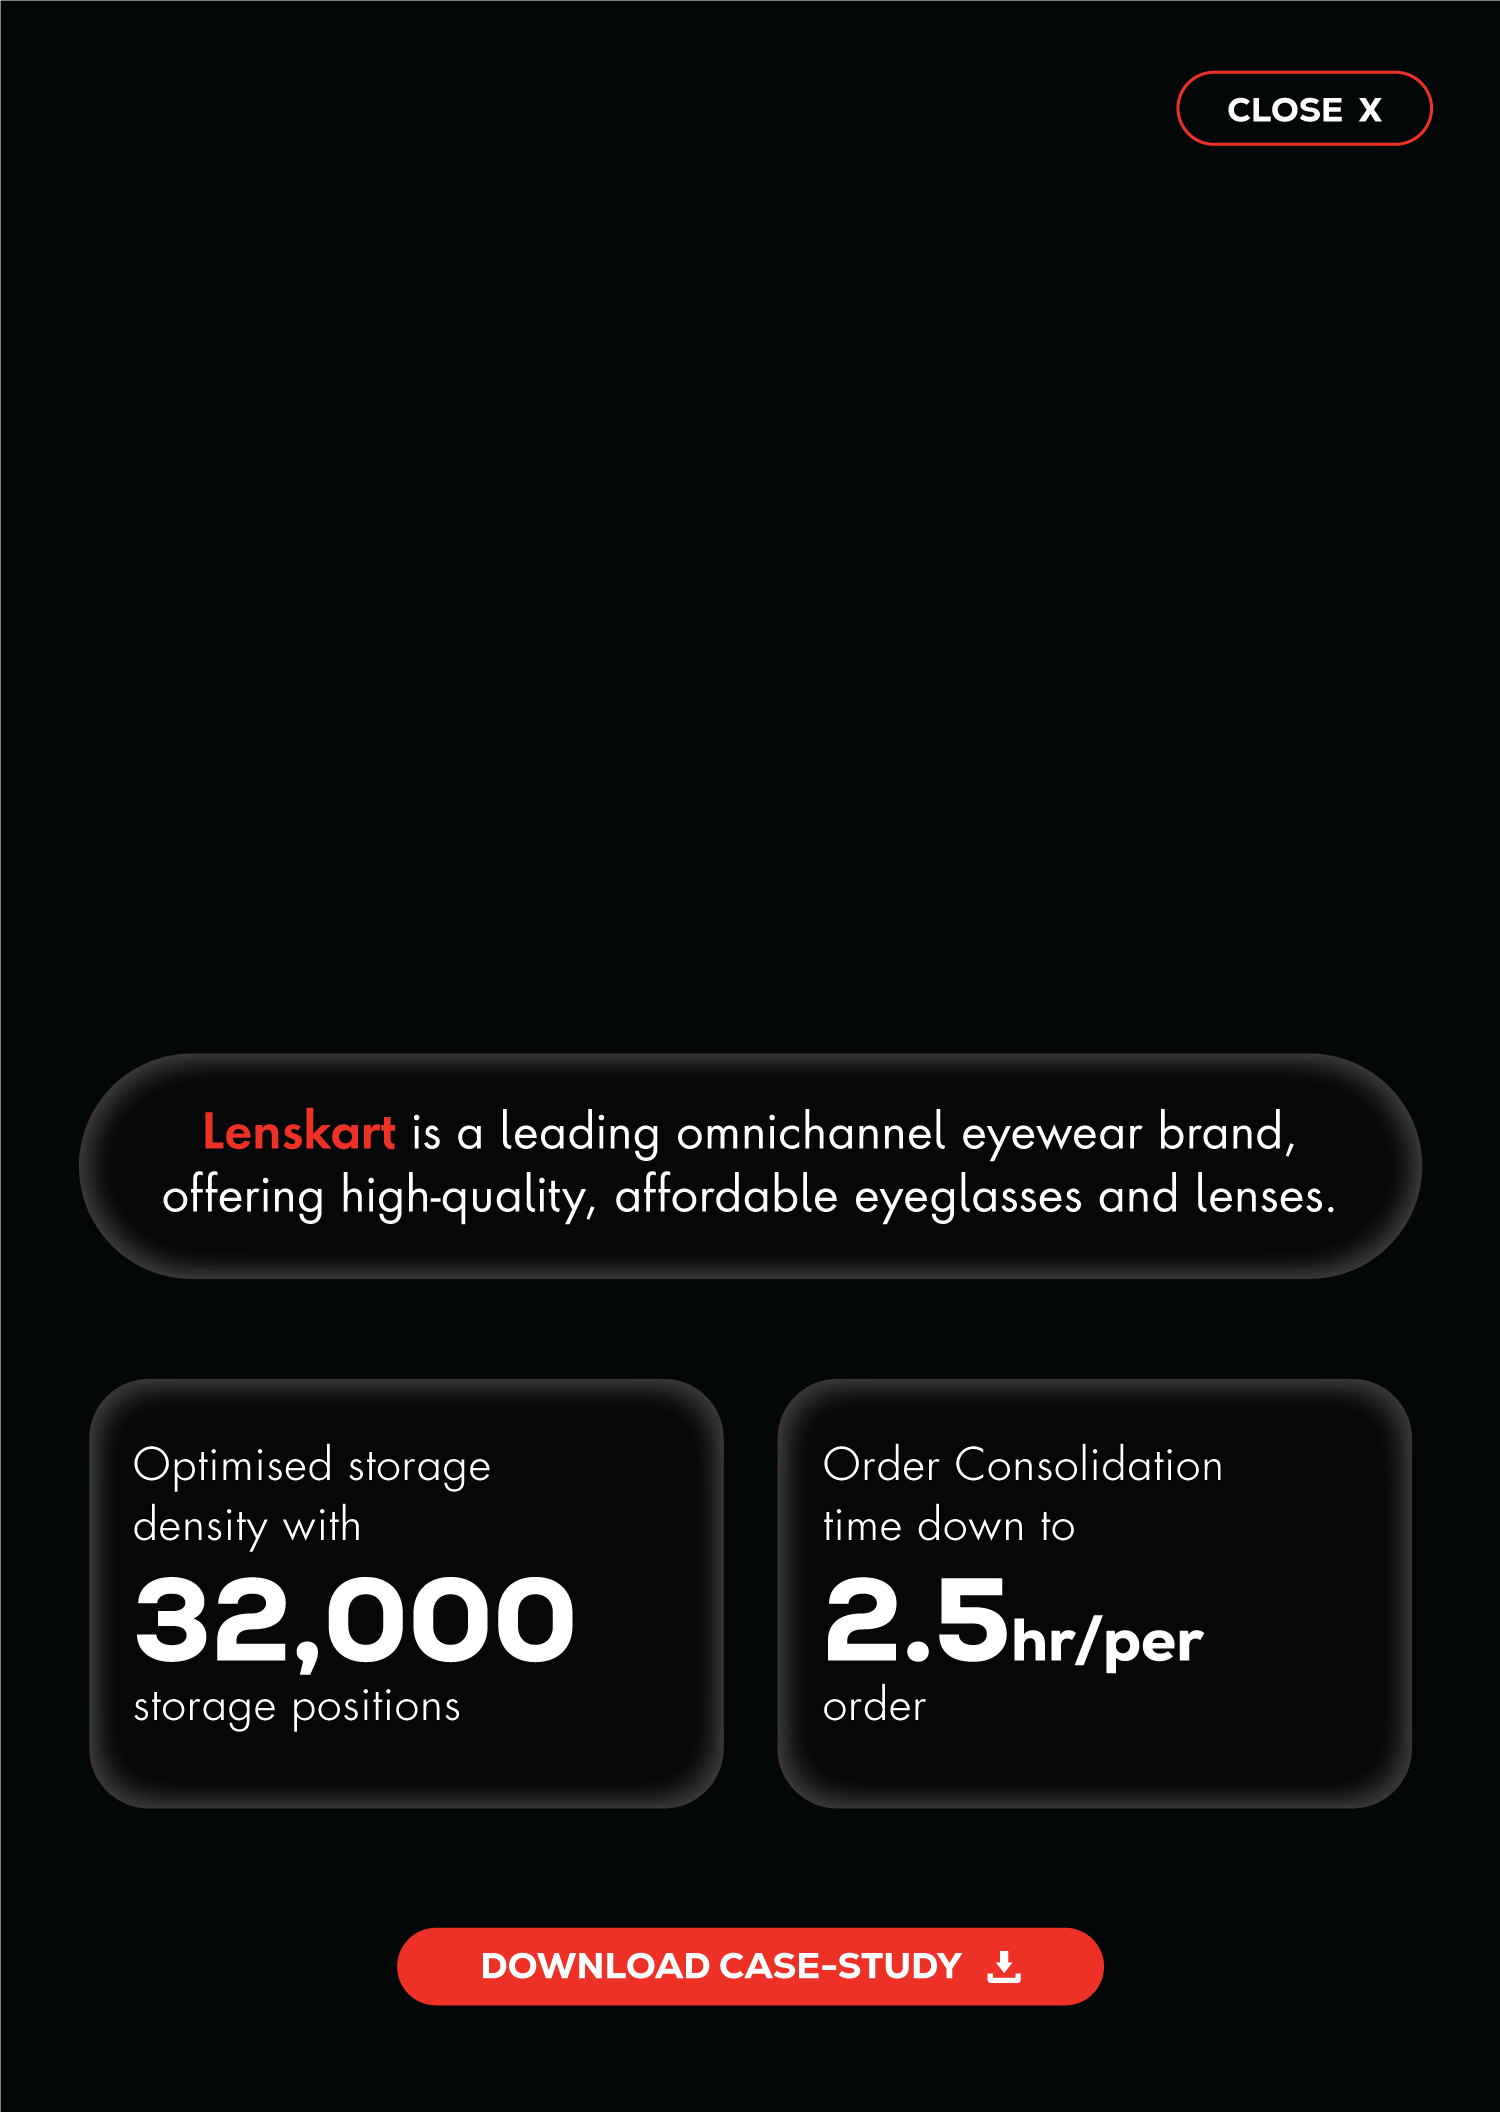 CLOSE X
Lenskart is a leading omnichannel eyewear brand,
offering high-quality, affordable eyeglasses and lenses.
Optimised storage
density with
32,000
storage positions
Order Consolidation
time down to
2.5hr/per
order
DOWNLOAD CASE-STUDY